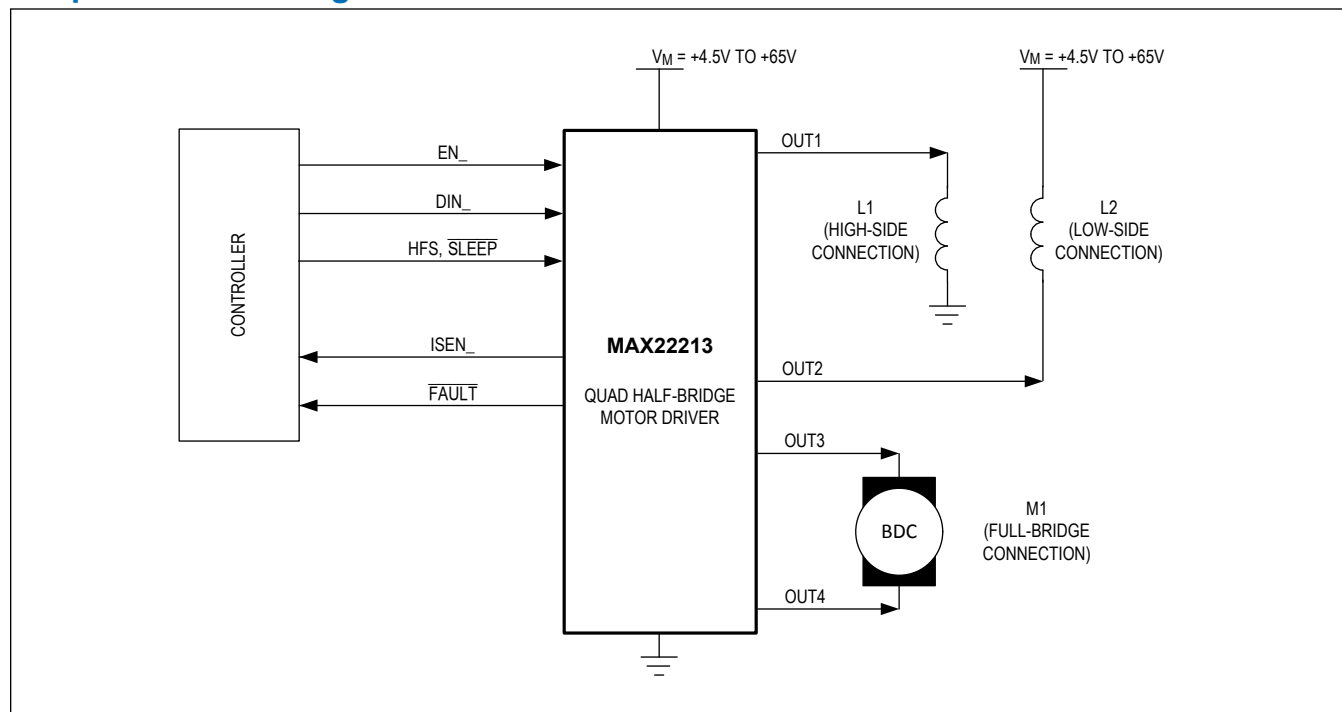 VM = +4.5V TO +65V
VM = +4.5V TO +65V
CONTROLLER
EN_
DIN_
HFS, SLEEP
ISEN_
FAULT
MAX22213
QUAD HALF-BRIDGE
MOTOR DRIVER
OUT1
L1
(HIGH-SIDE
CONNECTION)
L2
(LOW-SIDE
CONNECTION)
OUT2
OUT3
BDC
M1
(FULL-BRIDGE
CONNECTION)
OUT4